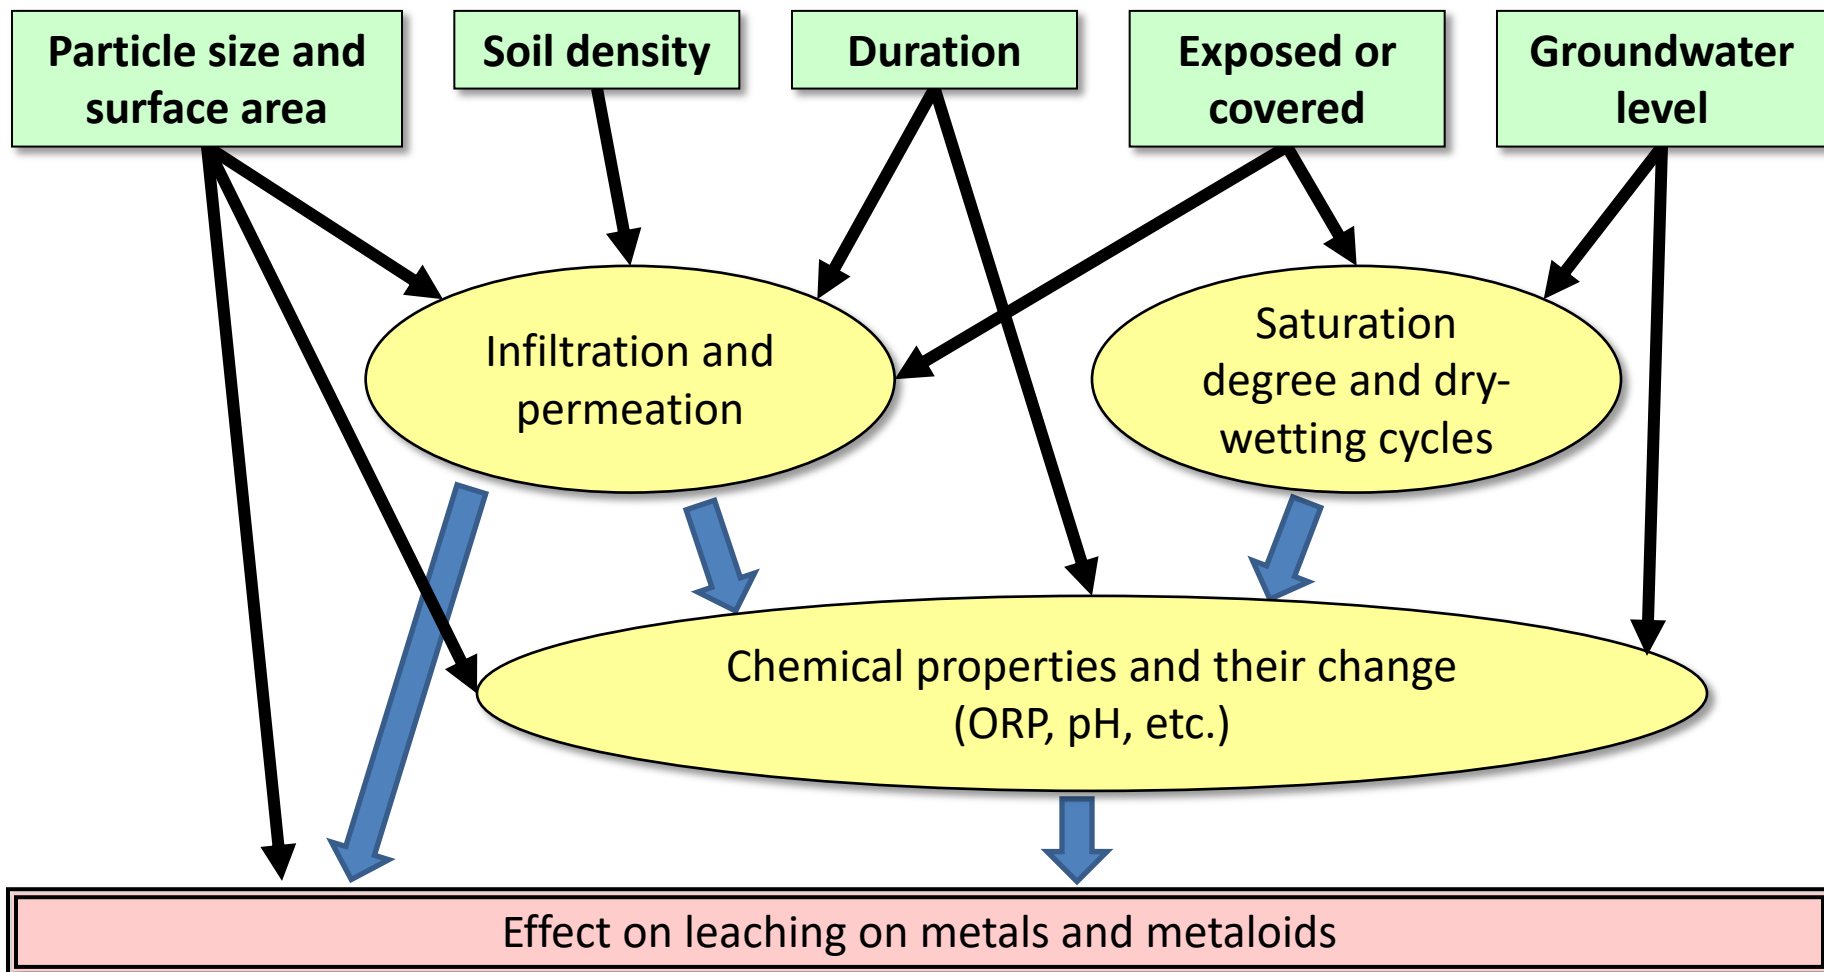 Particle size and
surface area
Soil density
Duration
Exposed or
covered
Groundwater
level
Infiltration and
permeation
Saturation
degree and dry-
wetting cycles
Chemical properties and their change
(ORP, pH, etc.)
Effect on leaching on metals and metaloids